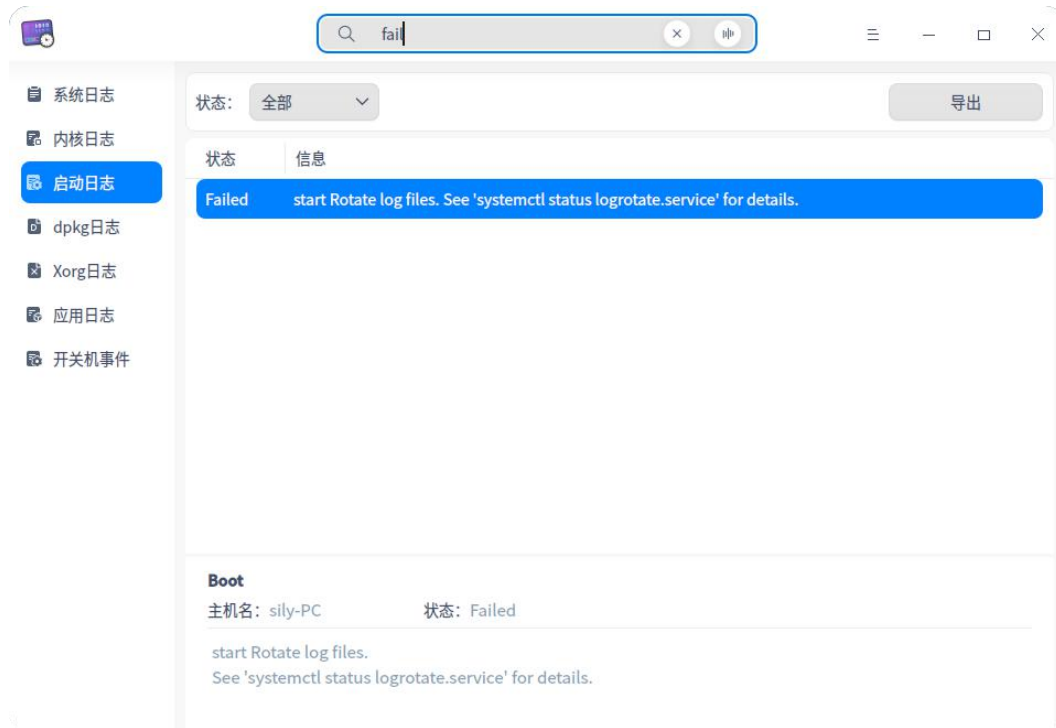 fail
系统日志
内核日志
启动日志
dpkg日志
Xorg日志
应用日志
开关机事件
状态： 全部 导出
状态 信息
Failed start Rotate log files. See 'systemctl status logrotate.service' for details.
Boot
主机名： sily-PC 状态： Failed
start Rotate log files.
See 'systemctl status logrotate.service' for details.